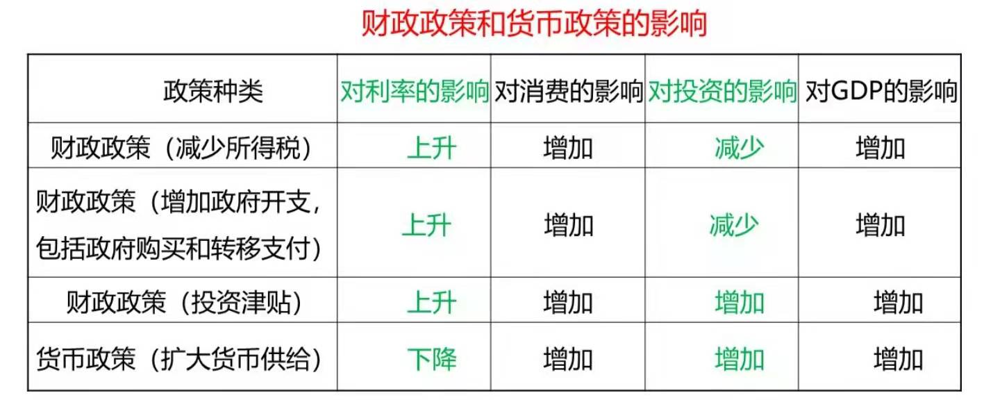 财政政策和货币政策的影响
政策种类 对利率的影响 对消费的影响 对投资的影响 对GDP的影响
财政政策（减少所得税） 上升 增加 减少 增加
财政政策（增加政府开支，
包括政府购买和转移支付） 上升 增加 减少 增加
财政政策（投资津贴） 上升 增加 增加 增加
货币政策（扩大货币供给） 下降 增加 增加 增加